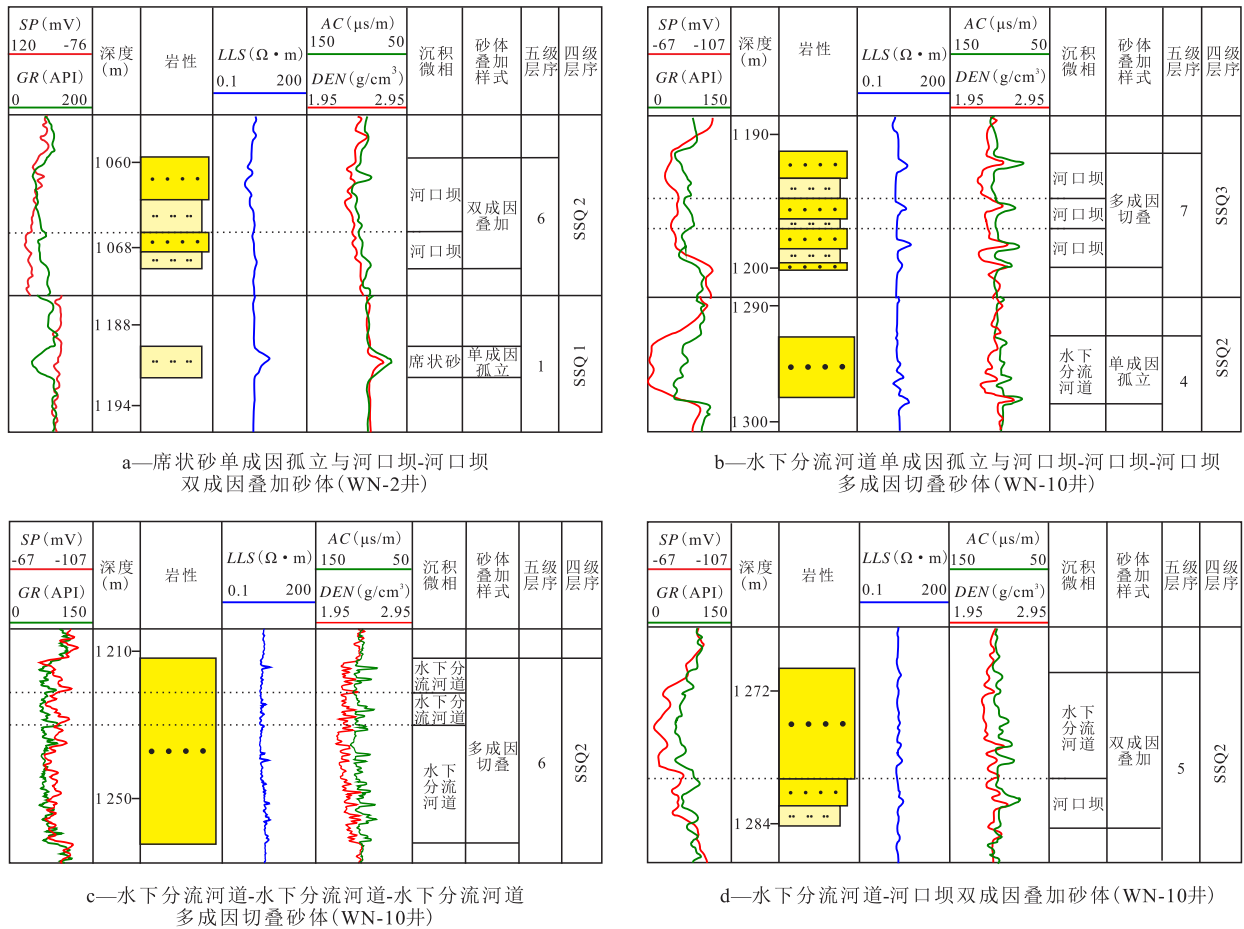 SP(mV)
120 -76
GR(API)
0 200
深度
(m)
岩性
LLS(Ω·m)
0.1 200
AC(μs/m)
150 50
DEN(g/cm³)
1.95 2.95
沉积
微相
砂体
叠加
样式
五级
层序
四级
层序
1 060
1 068
1 188
1 194
河口坝
河口坝
席状砂
双成因
叠加
单成因
孤立
6
1
SSQ 2
SSQ 1
a—席状砂单成因孤立与河口坝-河口坝
双成因叠加砂体(WN-2井)
SP(mV)
-67 -107
GR(API)
0 150
深度
(m)
岩性
LLS(Ω·m)
0.1 200
AC(μs/m)
150 50
DEN(g/cm³)
1.95 2.95
沉积
微相
砂体
叠加
样式
五级
层序
四级
层序
1 190
1 200
1 290
1 300
河口坝
河口坝
河口坝
水下
分流
河道
多成因
切叠
单成因
孤立
7
4
SSQ3
SSQ2
b—水下分流河道单成因孤立与河口坝-河口坝-河口坝
多成因切叠砂体(WN-10井)
SP(mV)
-67 -107
GR(API)
0 150
深度
(m)
岩性
LLS(Ω·m)
0.1 200
AC(μs/m)
150 50
DEN(g/cm³)
1.95 2.95
沉积
微相
砂体
叠加
样式
五级
层序
四级
层序
1 210
1 250
水下分
流河道
水下分
流河道
水下
分流
河道
多成因
切叠
6
SSQ2
c—水下分流河道-水下分流河道-水下分流河道
多成因切叠砂体(WN-10井)
SP(mV)
-67 -107
GR(API)
0 150
深度
(m)
岩性
LLS(Ω·m)
0.1 200
AC(μs/m)
150 50
DEN(g/cm³)
1.95 2.95
沉积
微相
砂体
叠加
样式
五级
层序
四级
层序
1 272
1 284
水下
分流
河道
河口坝
双成因
叠加
5
SSQ2
d—水下分流河道-河口坝双成因叠加砂体(WN-10井)